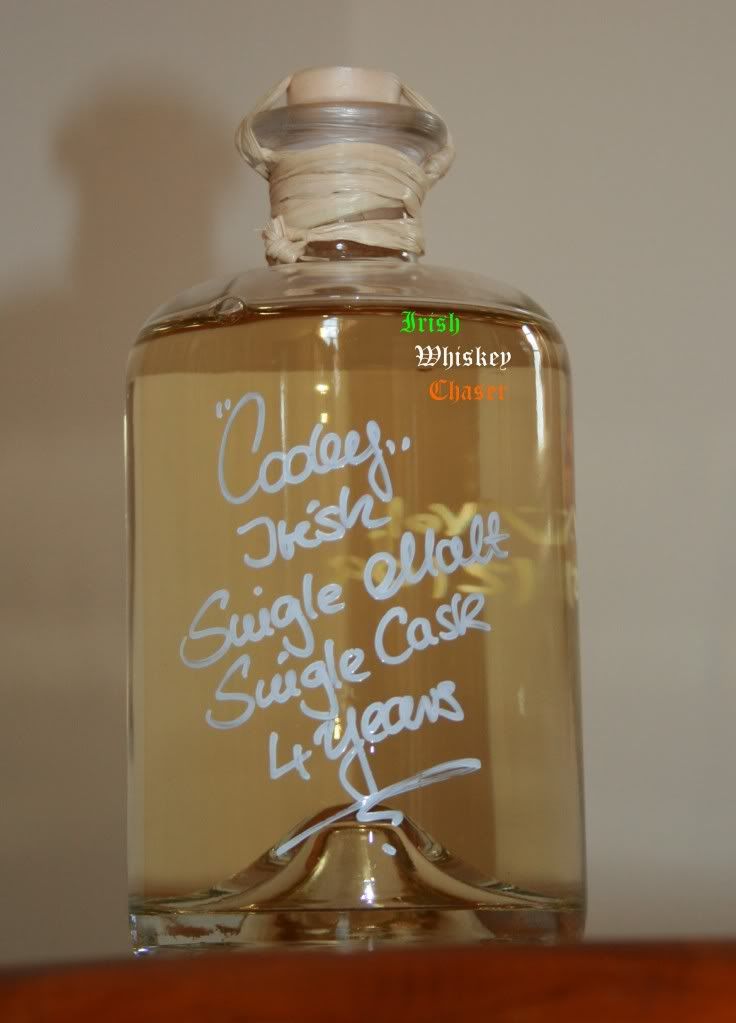 Irish
Whiskey
Chaser
"Cooley..
Irish
Single Malt
Single Cask
4 Years